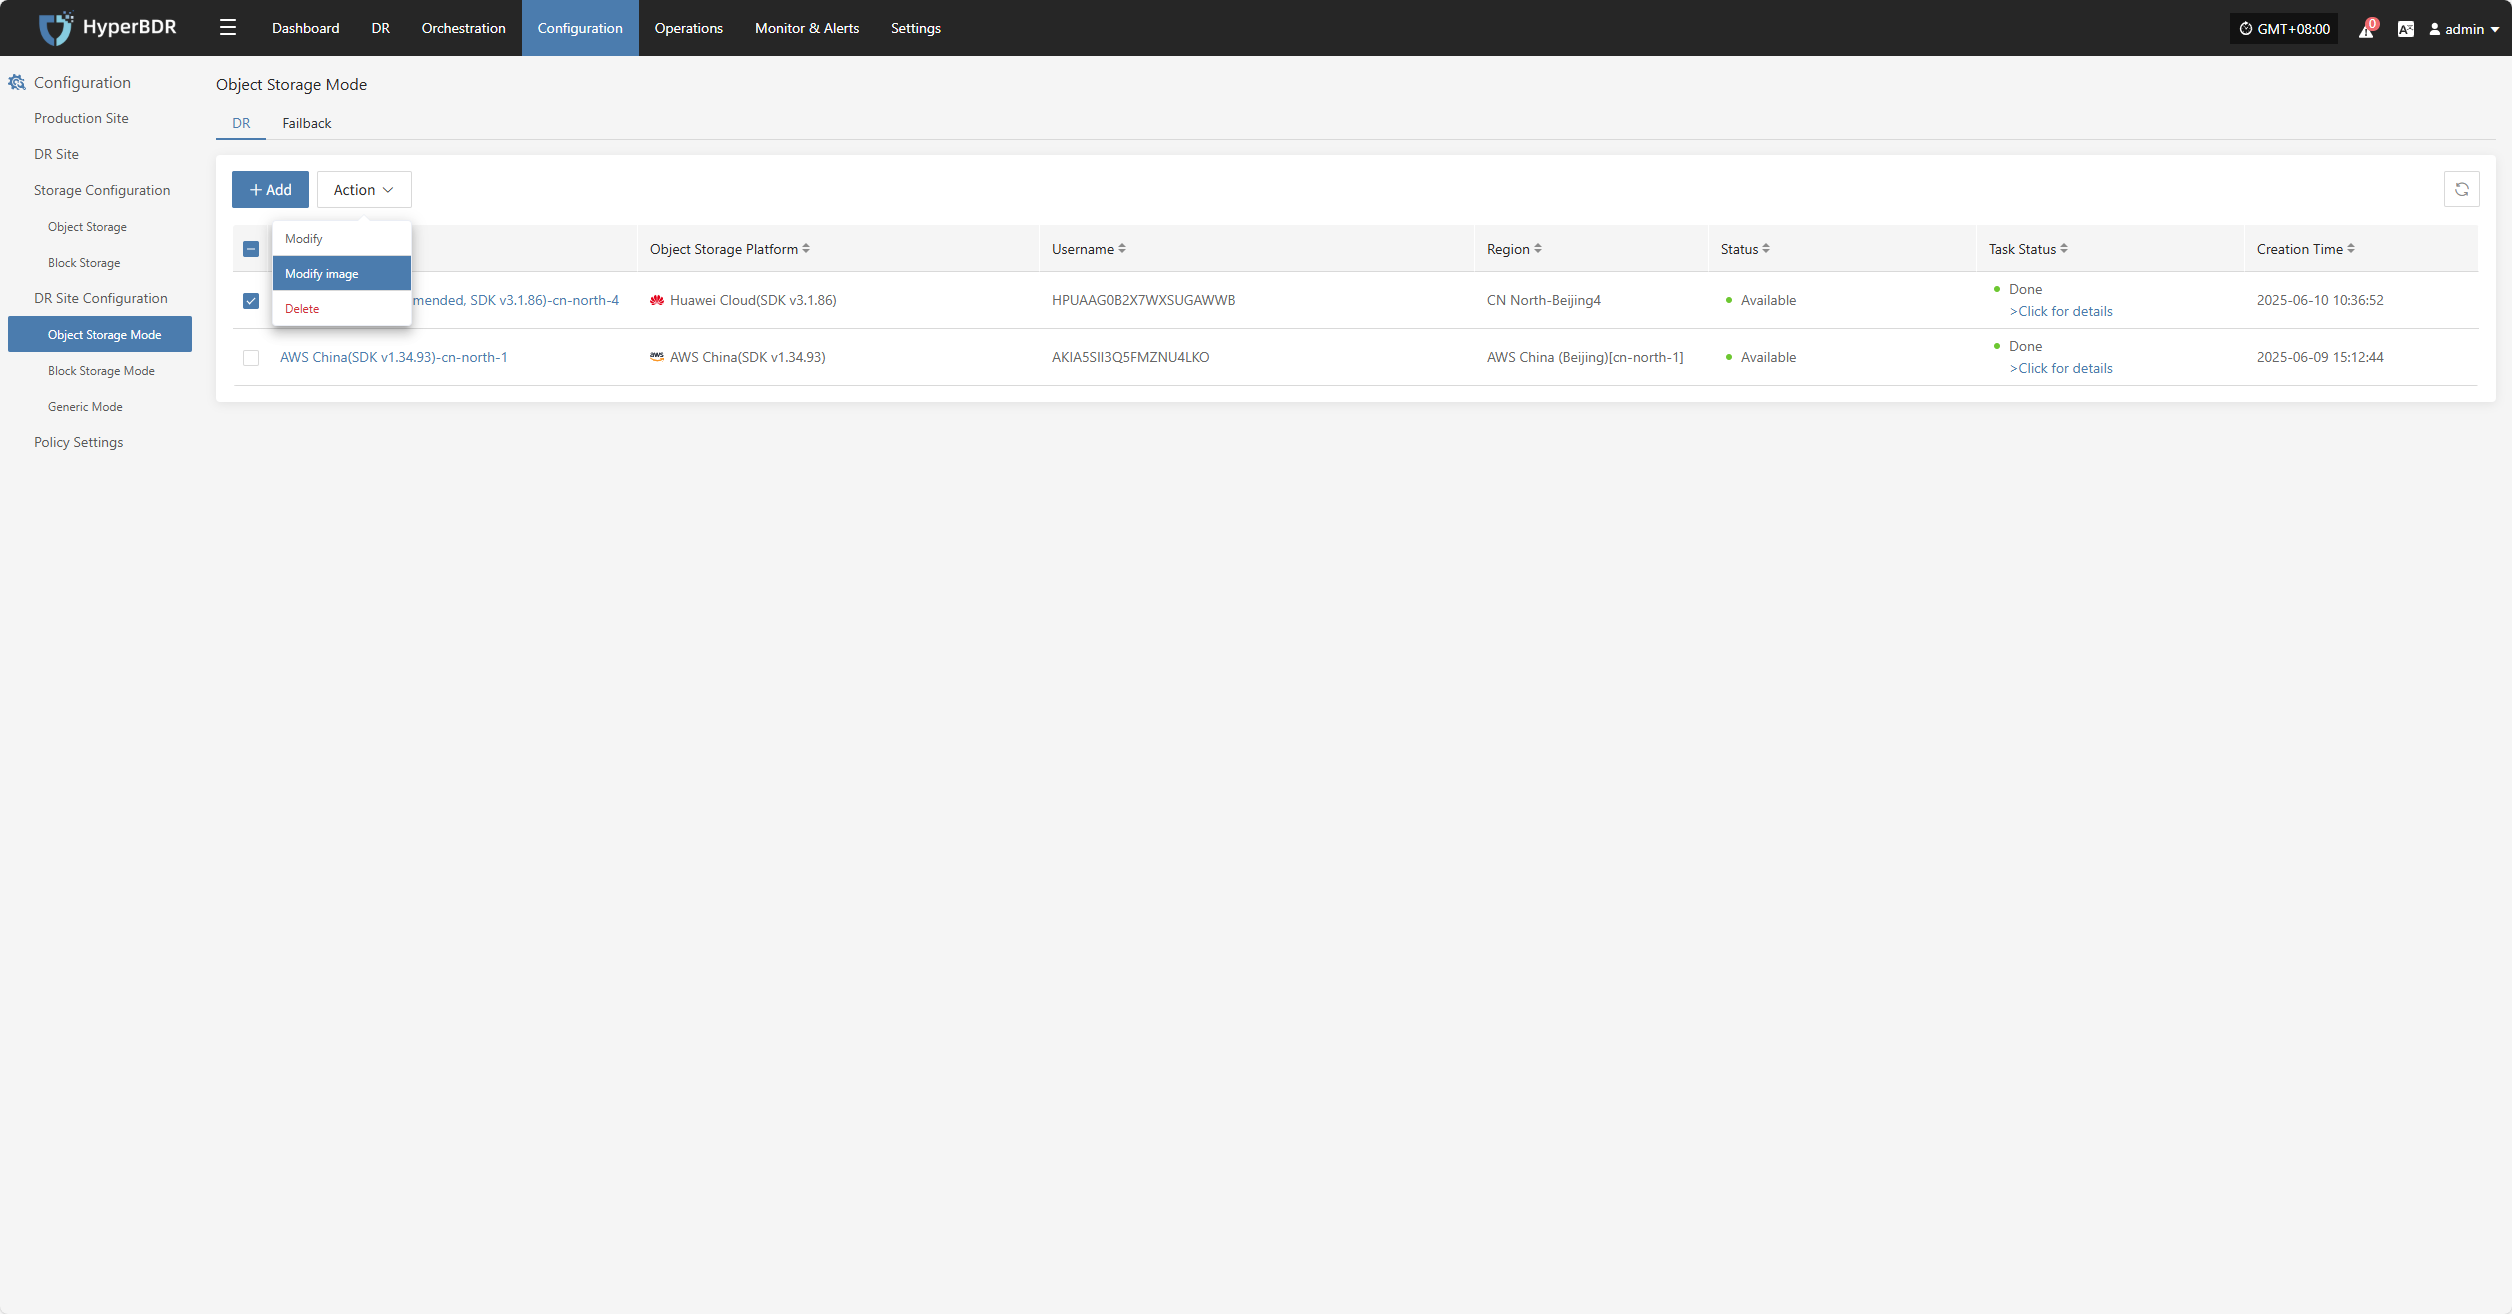 HyperBDR
Dashboard DR Orchestration Configuration Operations Monitor & Alerts Settings
GMT+08:00 0 admin
Configuration
Production Site
DR Site
Storage Configuration
Object Storage
Block Storage
DR Site Configuration
Object Storage Mode
Block Storage Mode
Generic Mode
Policy Settings
Object Storage Mode
DR Failback
Add Action
Modify
Modify image
Delete
Object Storage Platform Username Region Status Task Status Creation Time
mended, SDK v3.1.86)-cn-north-4 Huawei Cloud(SDK v3.1.86) HPUAAG0B2X7WXSUGAWWB CN North-Beijing4 Available Done 2025-06-10 10:36:52
>Click for details
AWS China(SDK v1.34.93)-cn-north-1 aws AWS China(SDK v1.34.93) AKIA5SII3Q5FMZNU4LKO AWS China (Beijing)[cn-north-1] Available Done 2025-06-09 15:12:44
>Click for details